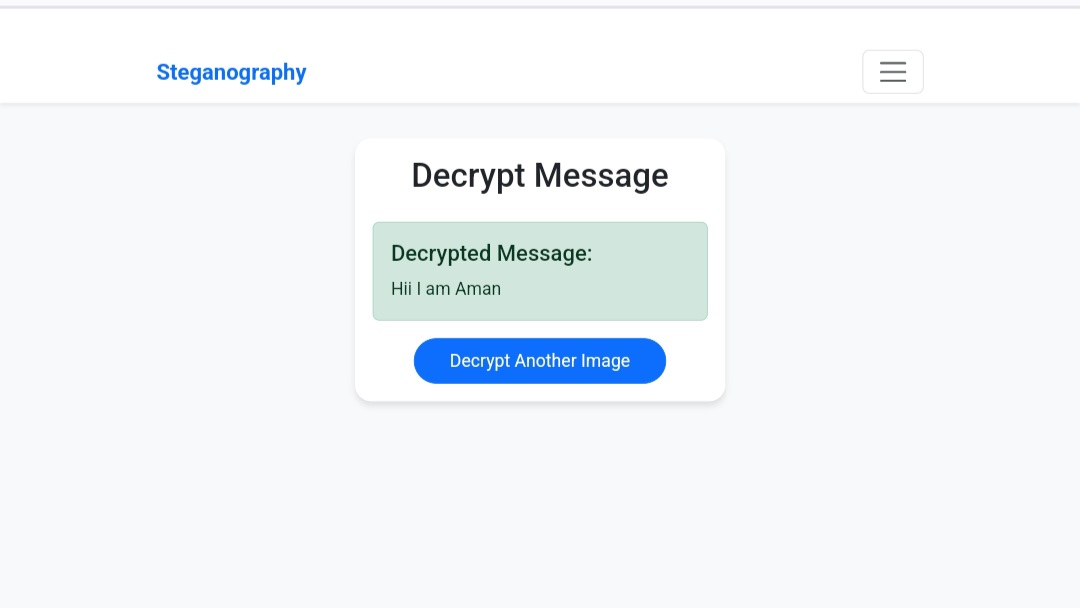 Steganography
Decrypt Message
Decrypted Message:
Hii I am Aman
Decrypt Another Image